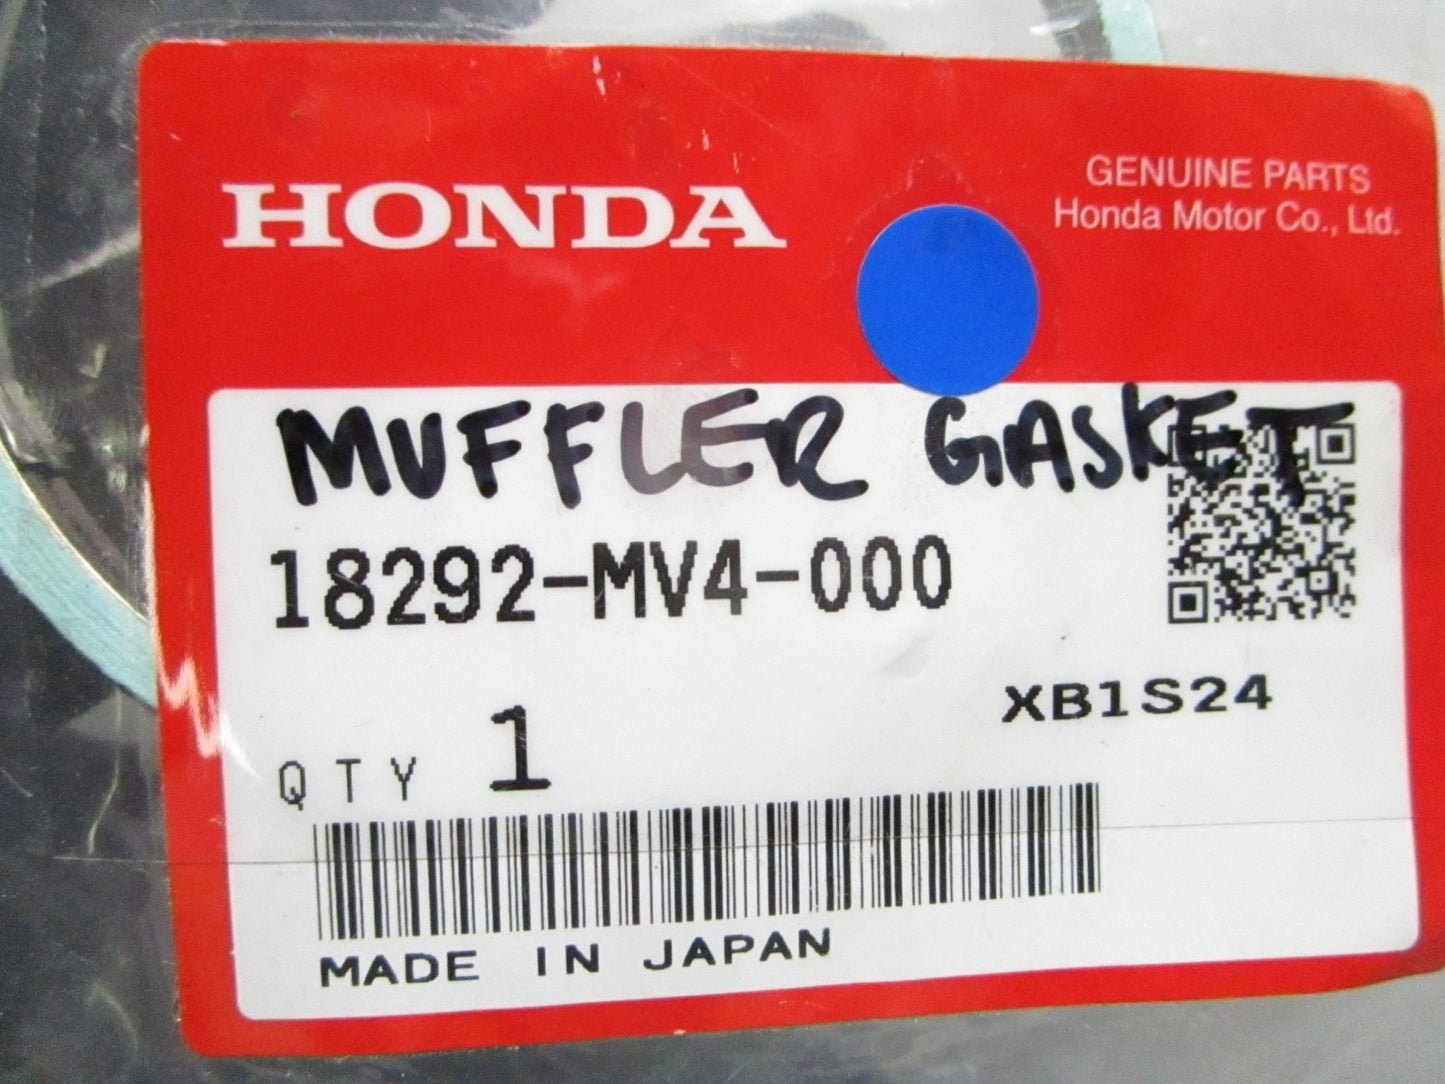 HONDA
GENUINE PARTS
Honda Motor Co., Ltd.
MUFFLER GASKET
18292-MV4-000
XB1S24
QTY 1
MADE IN JAPAN